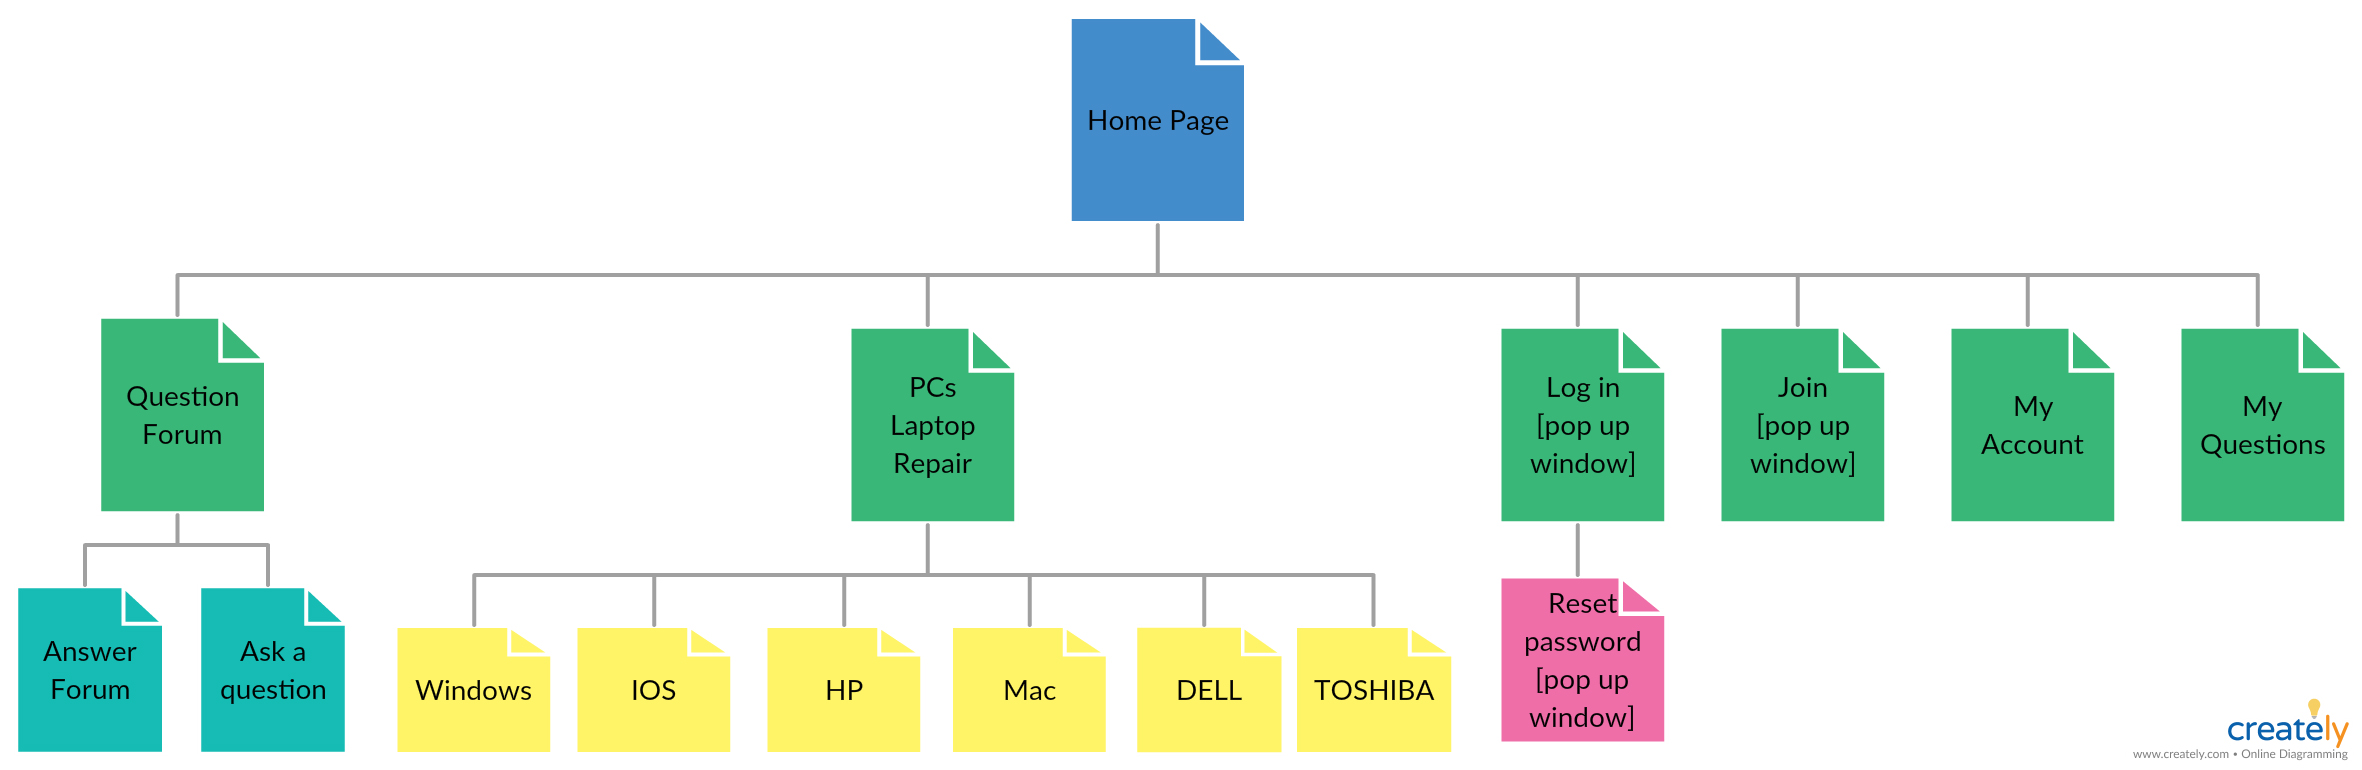 Home Page
Question
Forum
PCs
Laptop
Repair
Log in
[pop up
window]
Join
[pop up
window]
My
Account
My
Questions
Answer
Forum
Ask a
question
Windows
IOS
HP
Mac
DELL
TOSHIBA
Reset
password
[pop up
window]
creately
www.creately.com • Online Diagramming